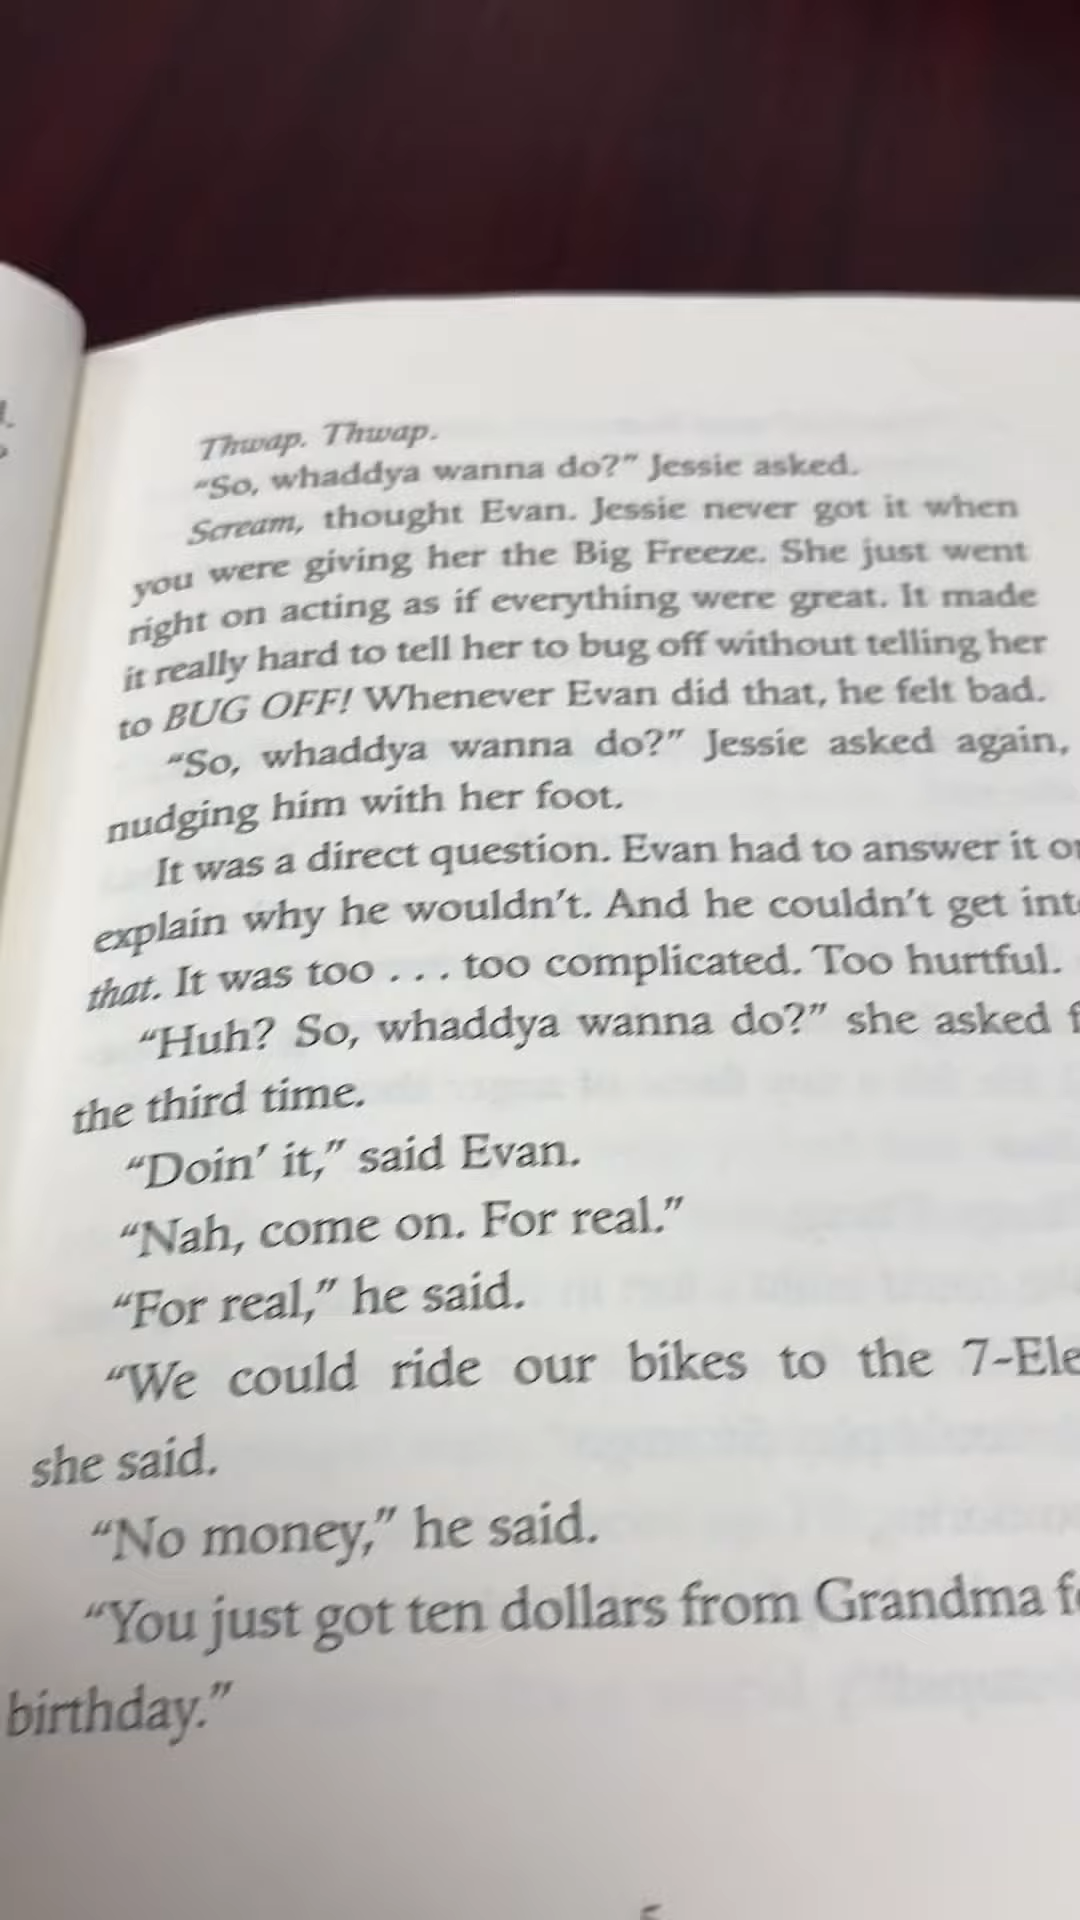 Thwap. Thwap.
“So, whaddya wanna do?” Jessie asked.
Scream, thought Evan. Jessie never got it when
you were giving her the Big Freeze. She just went
right on acting as if everything were great. It made
it really hard to tell her to bug off without telling her
to BUG OFF! Whenever Evan did that, he felt bad.
“So, whaddya wanna do?” Jessie asked again,
nudging him with her foot.
It was a direct question. Evan had to answer it or
explain why he wouldn’t. And he couldn’t get int
that. It was too . . . too complicated. Too hurtful.
“Huh? So, whaddya wanna do?” she asked f
the third time.
“Doin’ it,” said Evan.
“Nah, come on. For real.”
“For real,” he said.
“We could ride our bikes to the 7-Ele
she said.
“No money,” he said.
“You just got ten dollars from Grandma f
birthday.”